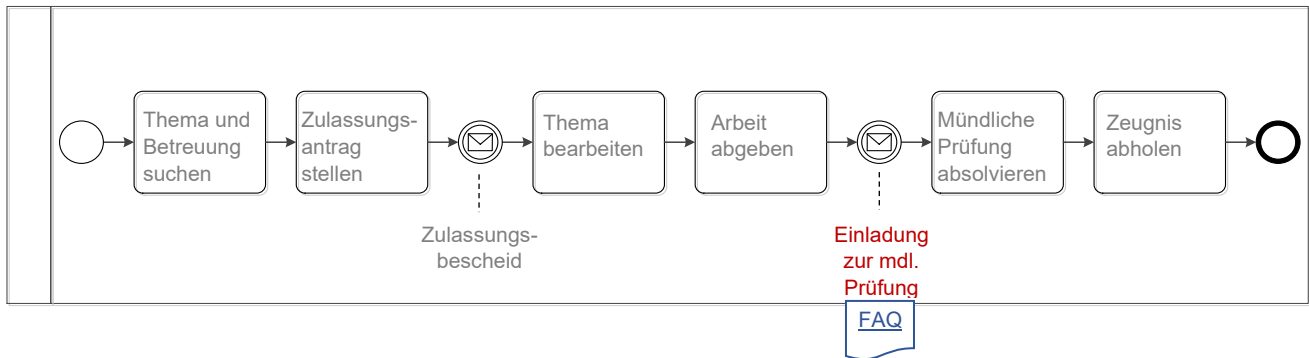 Thema und
Betreuung
suchen
Zulassungs-
antrag
stellen
Zulassungs-
bescheid
Thema
bearbeiten
Arbeit
abgeben
Einladung
zur mdl.
Prüfung
FAQ
Mündliche
Prüfung
absolvieren
Zeugnis
abholen